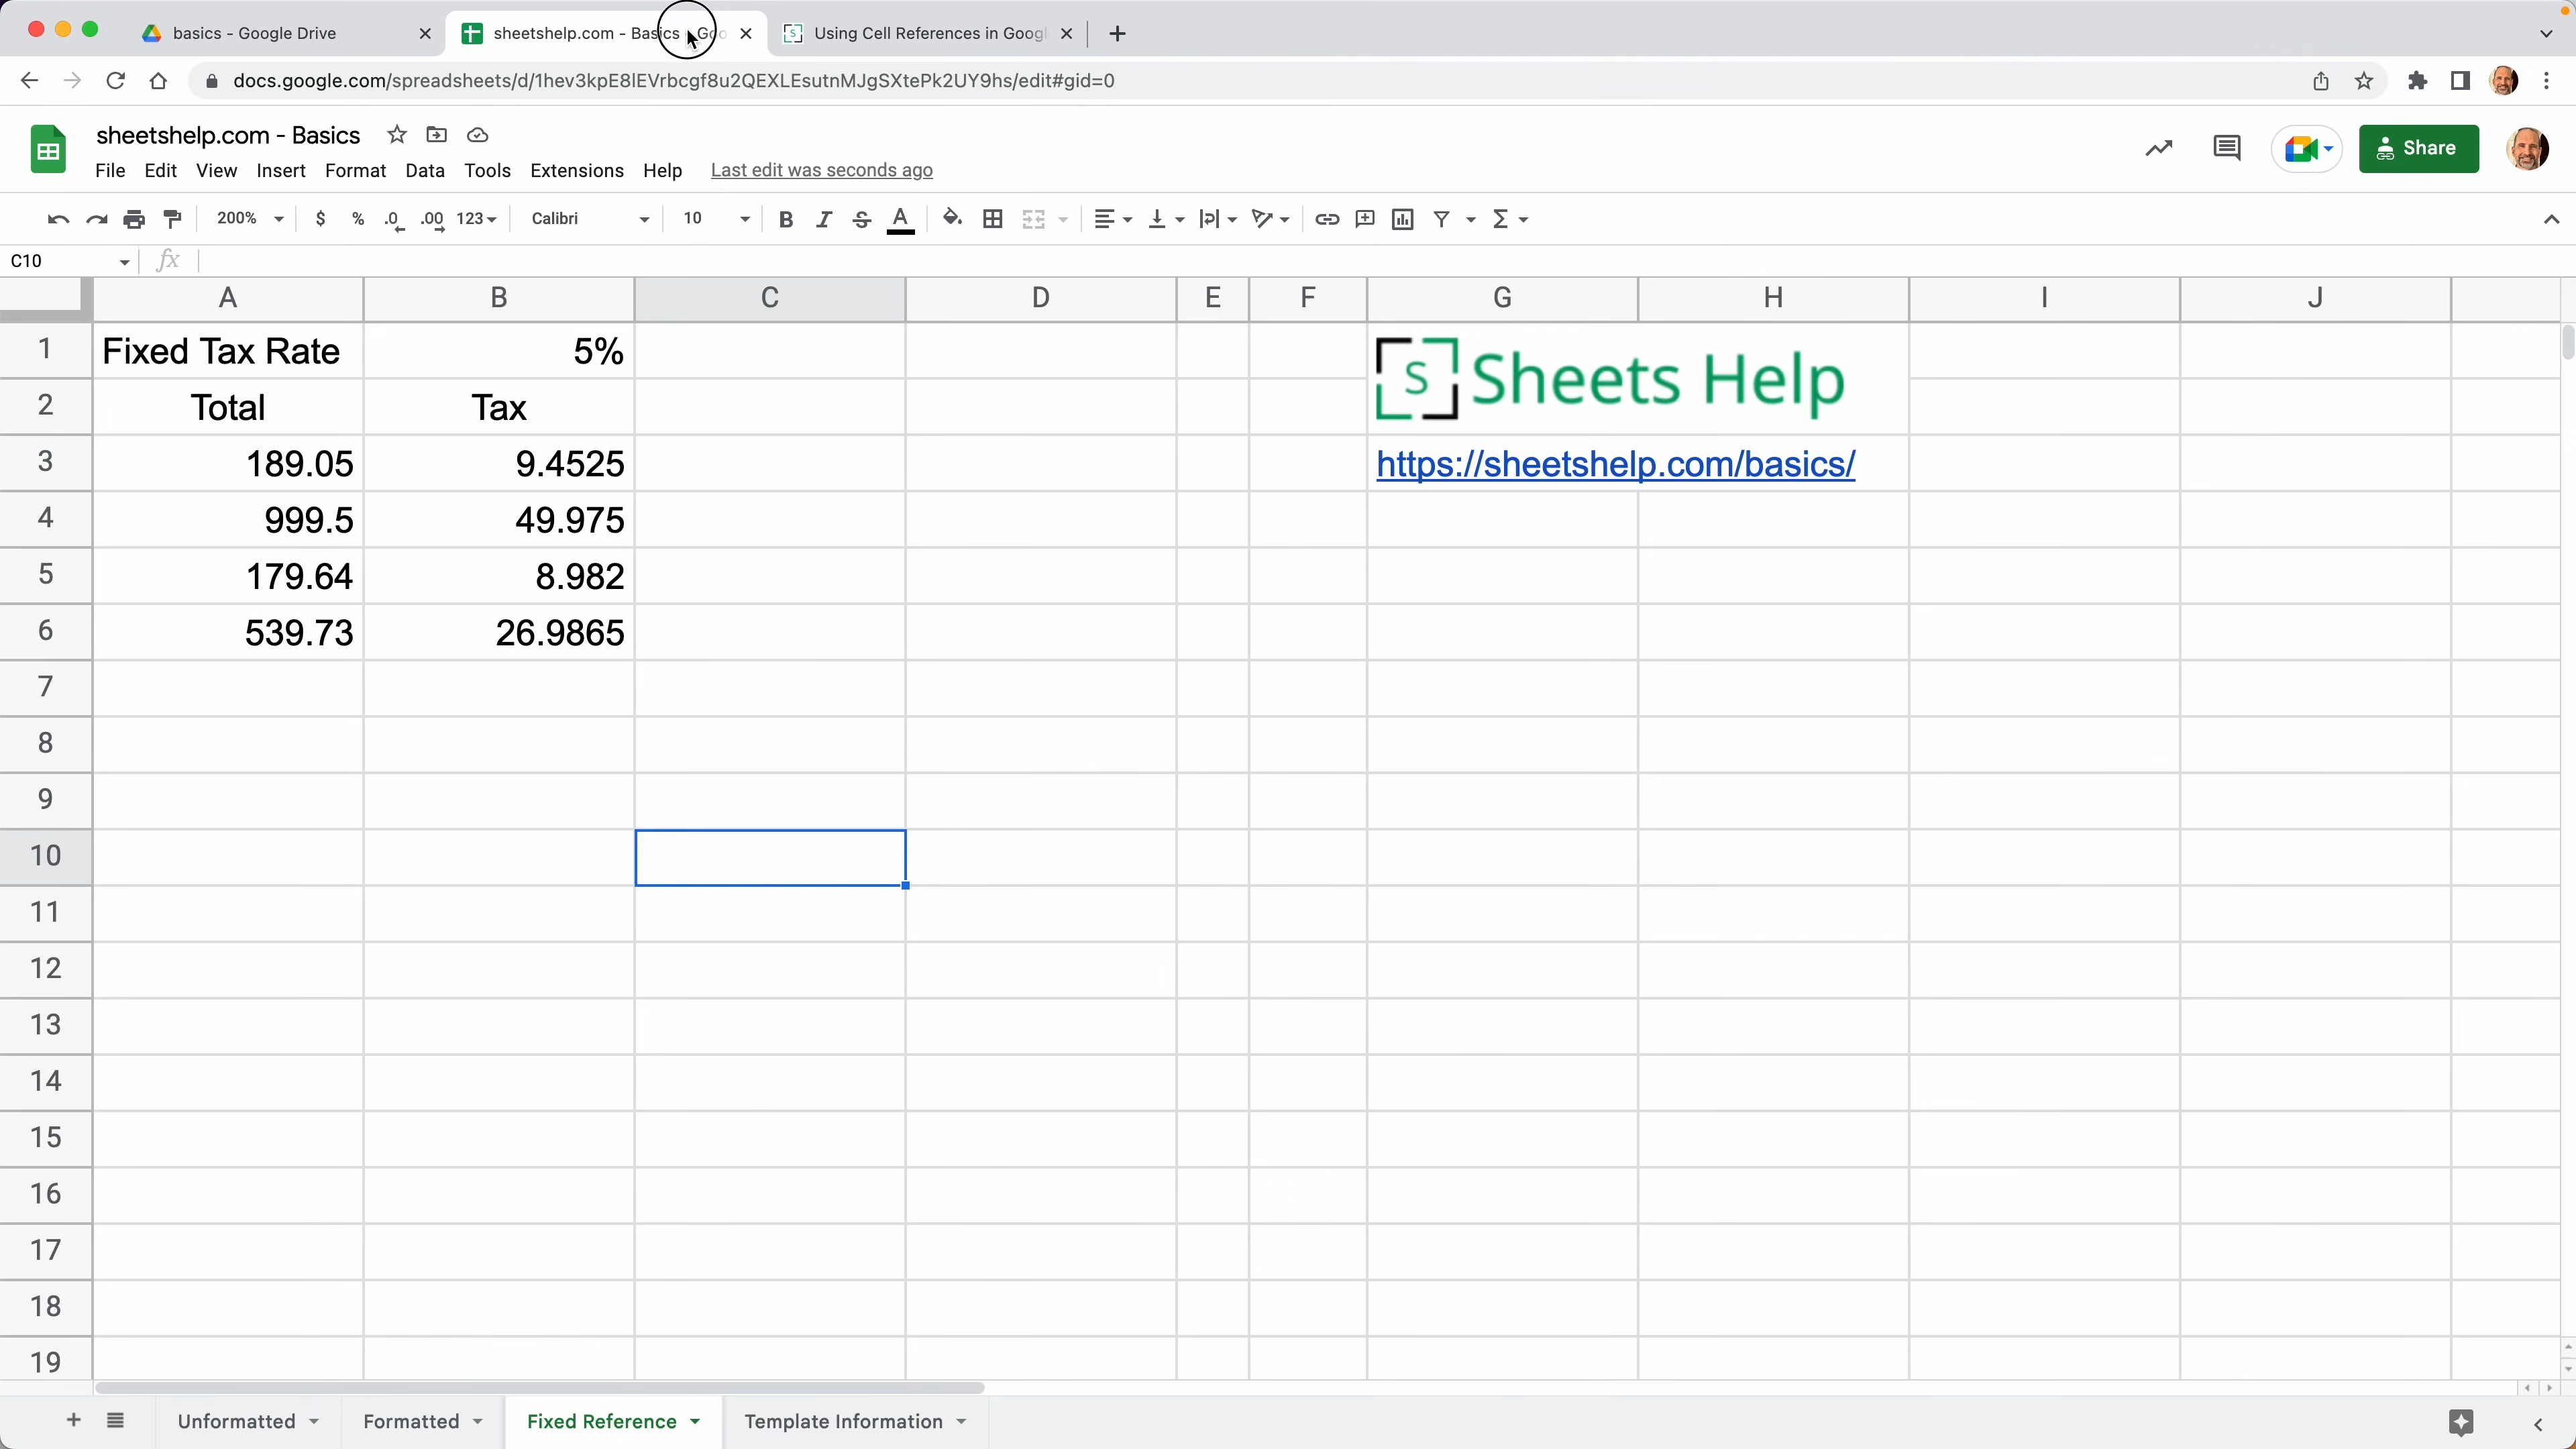 basics - Google Drive
sheetshelp.com - Basics - Goo
Using Cell References in Googl
docs.google.com/spreadsheets/d/1hev3kpE8lEVrbcgf8u2QEXLEsutnMJgSXtePk2UY9hs/edit#gid=0
sheetshelp.com - Basics
File Edit View Insert Format Data Tools Extensions Help Last edit was seconds ago
Share
200% $ % .0 .00 123 Calibri 10 B I S A
C10 fx
A B C D E F G H I J
1 Fixed Tax Rate 5%
S Sheets Help
2 Total Tax
3 189.05 9.4525 https://sheetshelp.com/basics/
4 999.5 49.975
5 179.64 8.982
6 539.73 26.9865
7
8
9
10
11
12
13
14
15
16
17
18
19
Unformatted Formatted Fixed Reference Template Information